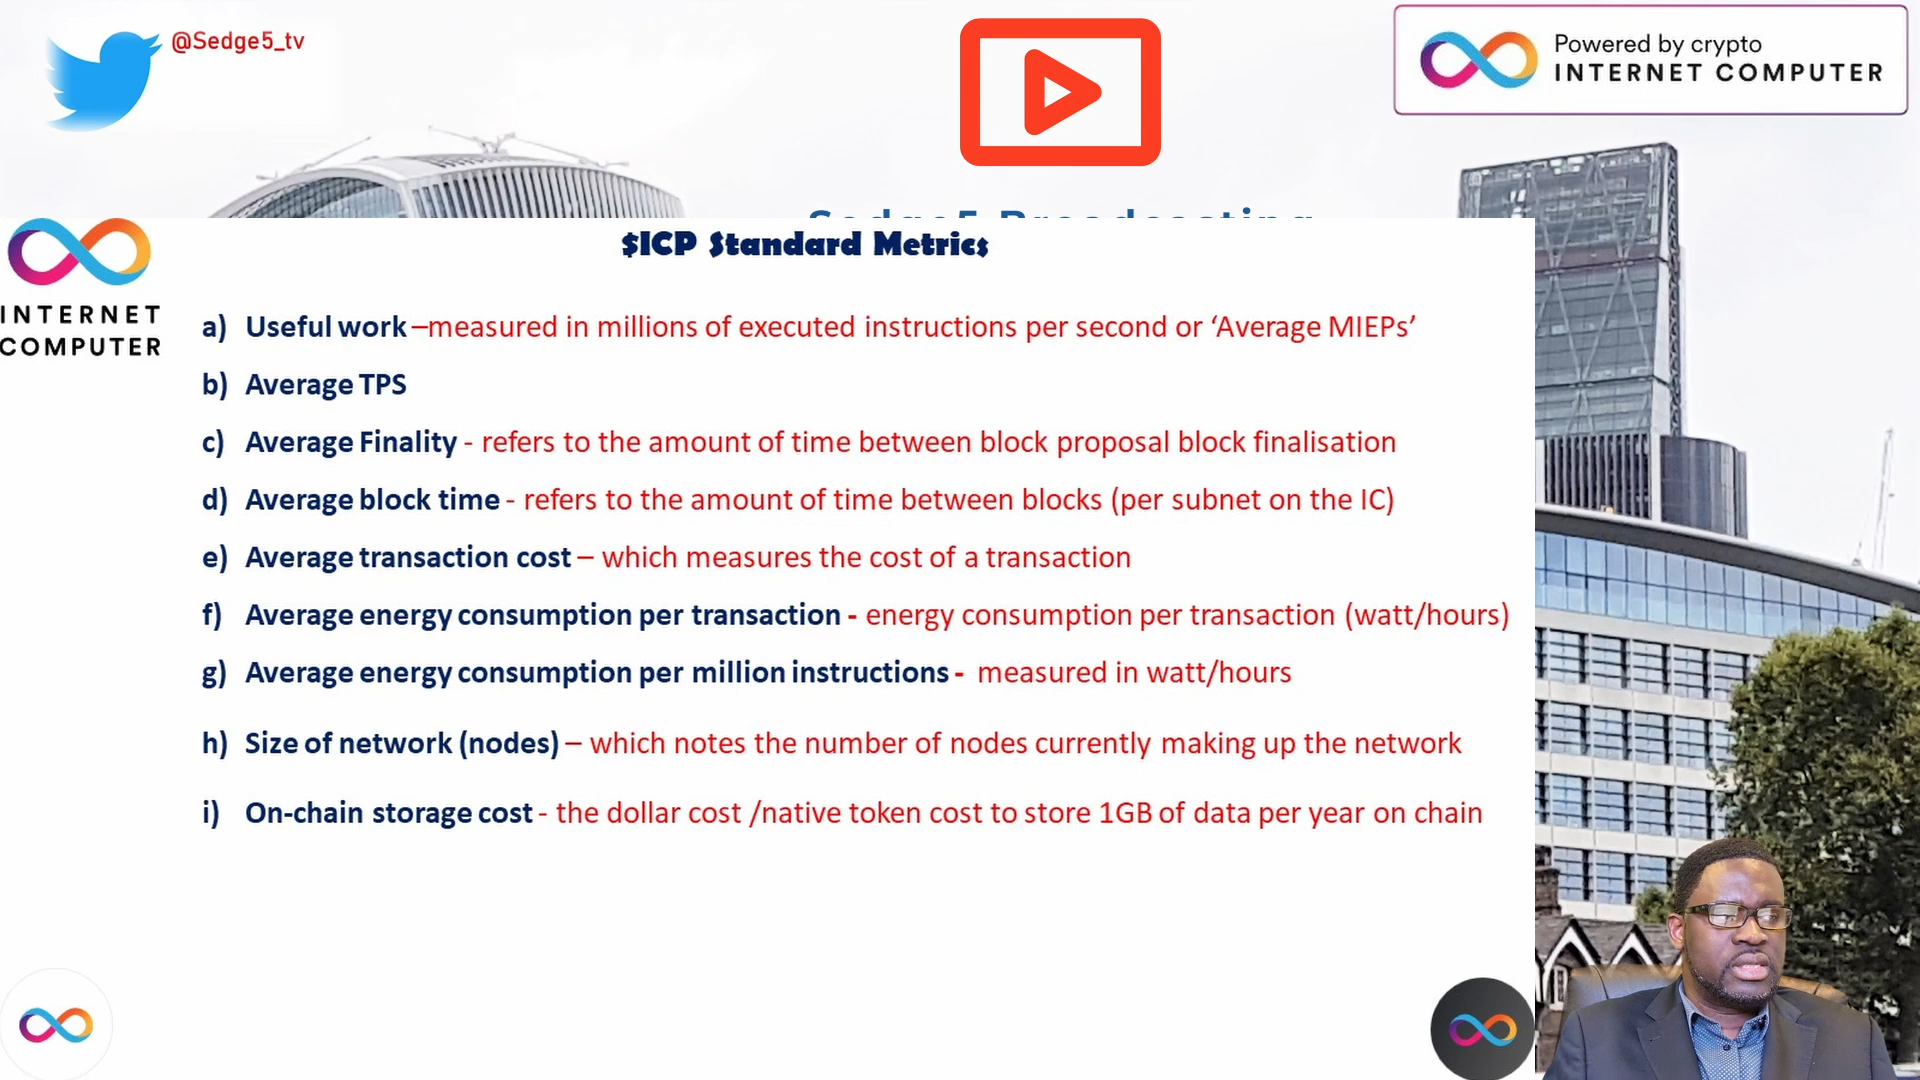 @Sedge5_tv
Powered by crypto
INTERNET COMPUTER
Sedge5 Broadcasting
INTERNET
COMPUTER
$ICP Standard Metrics
a) Useful work –measured in millions of executed instructions per second or ‘Average MIEPs’
b) Average TPS
c) Average Finality - refers to the amount of time between block proposal block finalisation
d) Average block time - refers to the amount of time between blocks (per subnet on the IC)
e) Average transaction cost – which measures the cost of a transaction
f) Average energy consumption per transaction - energy consumption per transaction (watt/hours)
g) Average energy consumption per million instructions - measured in watt/hours
h) Size of network (nodes) – which notes the number of nodes currently making up the network
i) On-chain storage cost - the dollar cost /native token cost to store 1GB of data per year on chain